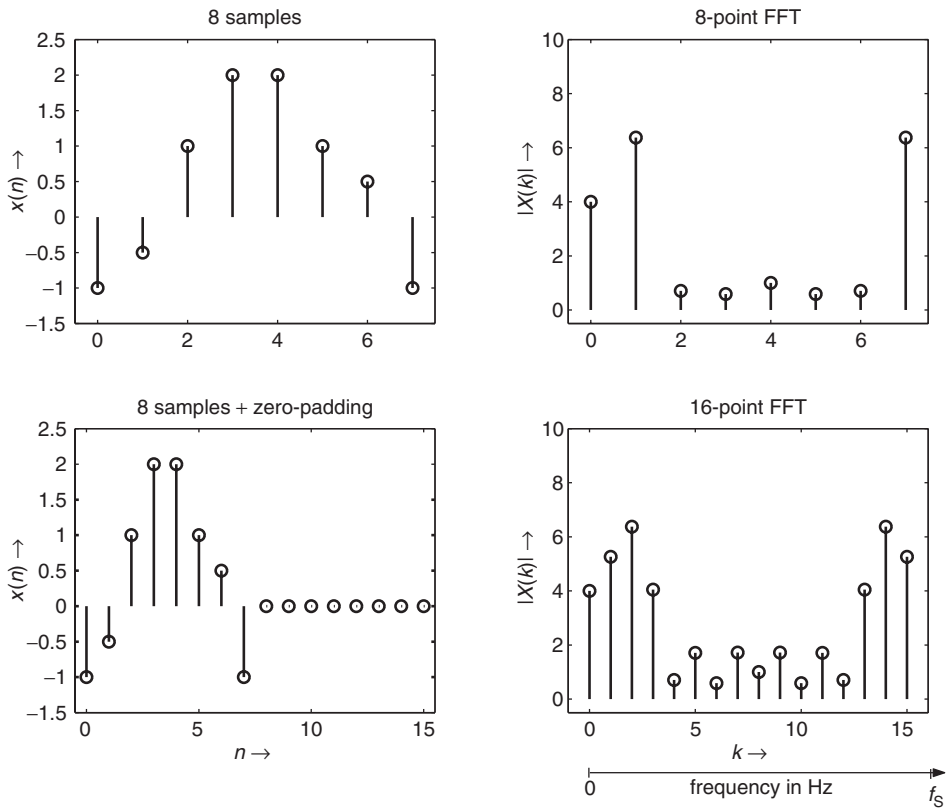 8 samples
x(n) →
2.5
2
1.5
1
0.5
0
−0.5
−1
−1.5
0 2 4 6
8-point FFT
|X(k)| →
10
8
6
4
2
0
0 2 4 6
8 samples + zero-padding
x(n) →
2.5
2
1.5
1
0.5
0
−0.5
−1
−1.5
0 5 10 15
n →
16-point FFT
|X(k)| →
10
8
6
4
2
0
0 5 10 15
k →
0 frequency in Hz fS